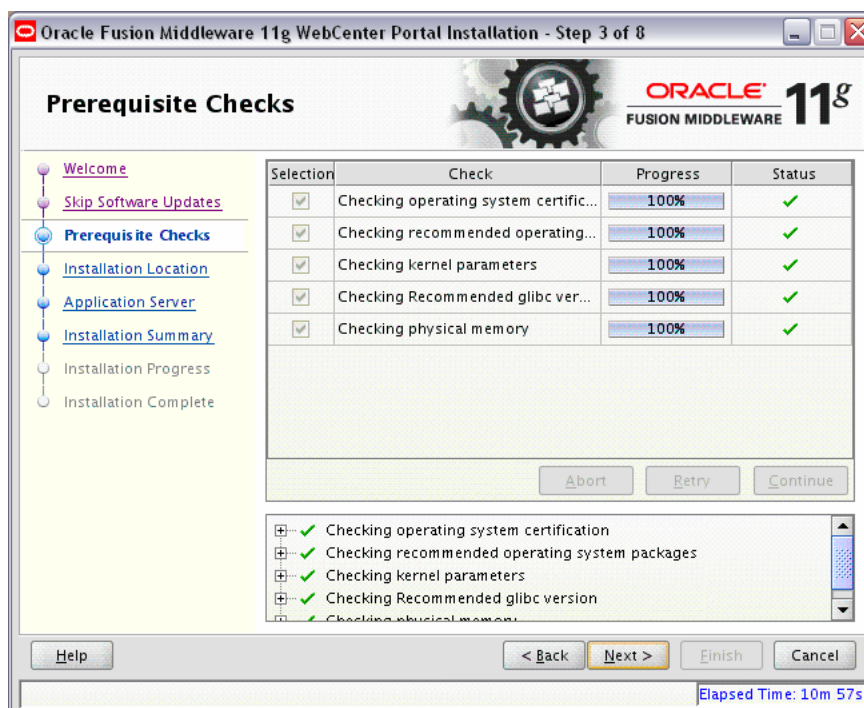 Oracle Fusion Middleware 11g WebCenter Portal Installation - Step 3 of 8
Prerequisite Checks
ORACLE
FUSION MIDDLEWARE
11g
Welcome
Skip Software Updates
Prerequisite Checks
Installation Location
Application Server
Installation Summary
Installation Progress
Installation Complete
Selection Check Progress Status
Checking operating system certific... 100%
Checking recommended operating... 100%
Checking kernel parameters 100%
Checking Recommended glibc ver... 100%
Checking physical memory 100%
Abort Retry Continue
Checking operating system certification
Checking recommended operating system packages
Checking kernel parameters
Checking Recommended glibc version
Checking physical memory
Help < Back Next > Finish Cancel
Elapsed Time: 10m 57s